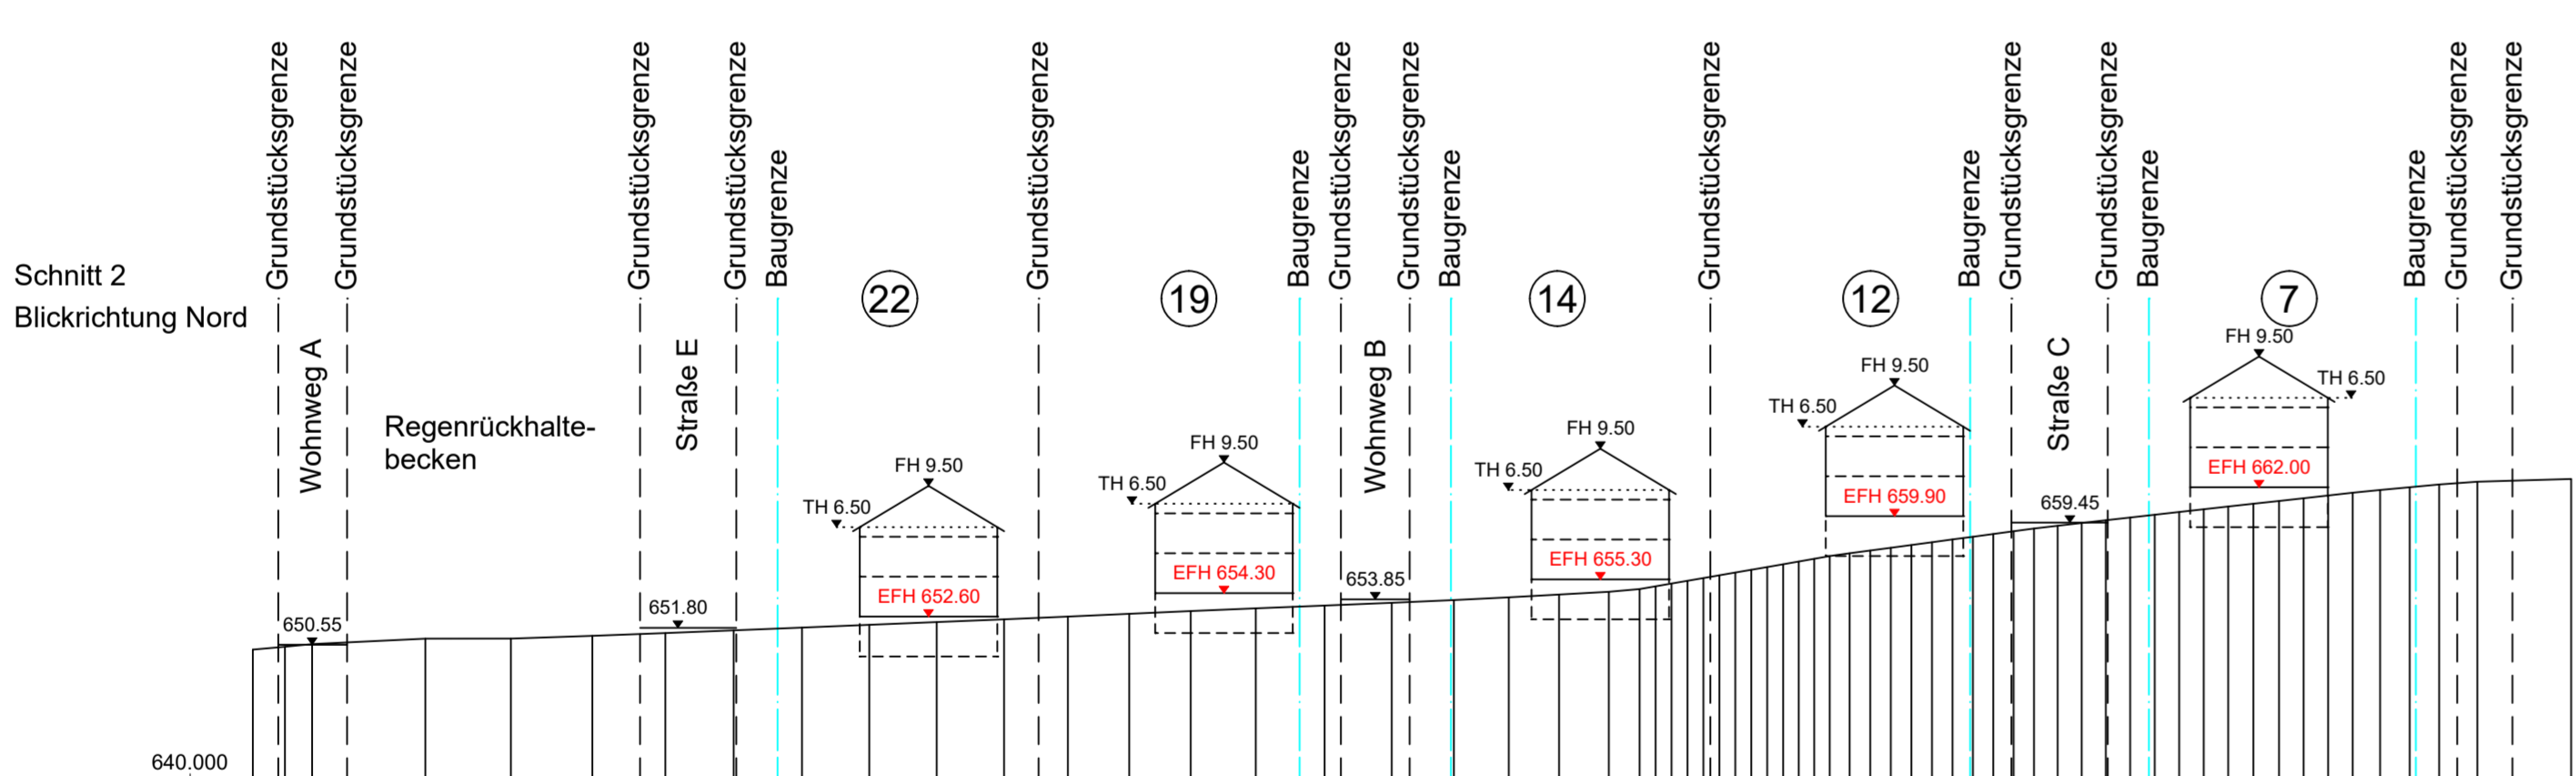 Grundstücksgrenze
Grundstücksgrenze
Grundstücksgrenze
Grundstücksgrenze
Baugrenze
Grundstücksgrenze
Baugrenze
Grundstücksgrenze
Grundstücksgrenze
Baugrenze
Grundstücksgrenze
Baugrenze
Grundstücksgrenze
Grundstücksgrenze
Baugrenze
Baugrenze
Grundstücksgrenze
Grundstücksgrenze
Schnitt 2
Blickrichtung Nord
22
19
14
12
7
Wohnweg A
Regenrückhalte-
becken
Straße E
Wohnweg B
Straße C
650.55
651.80
TH 6.50
FH 9.50
EFH 652.60
TH 6.50
FH 9.50
EFH 654.30
653.85
TH 6.50
FH 9.50
EFH 655.30
TH 6.50
FH 9.50
EFH 659.90
659.45
FH 9.50
TH 6.50
EFH 662.00
640.000